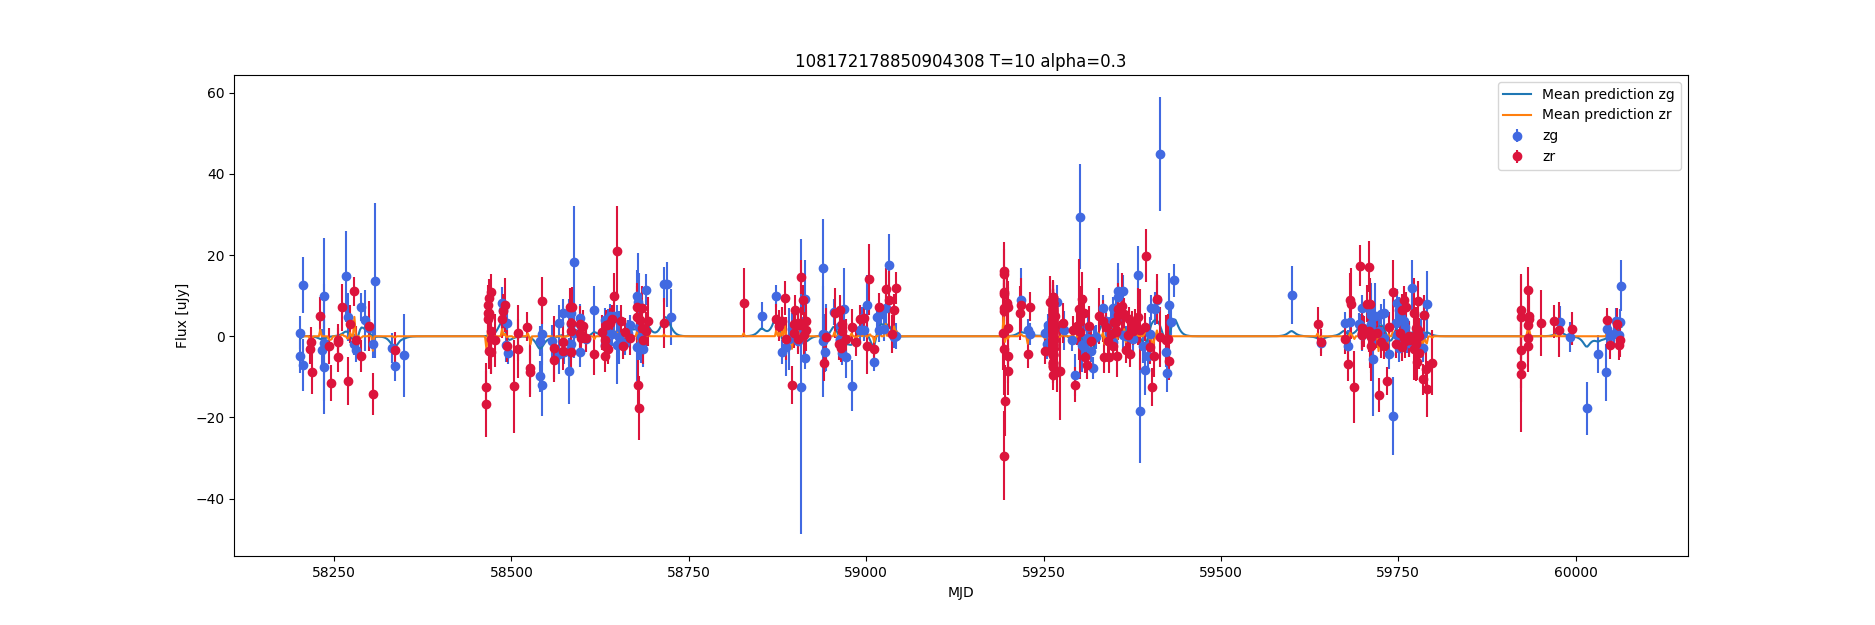 108172178850904308 T=10 alpha=0.3
Mean prediction zg
Mean prediction zr
zg
zr
60
40
20
0
−20
−40
Flux [uJy]
58250 58500 58750 59000 59250 59500 59750 60000
MJD